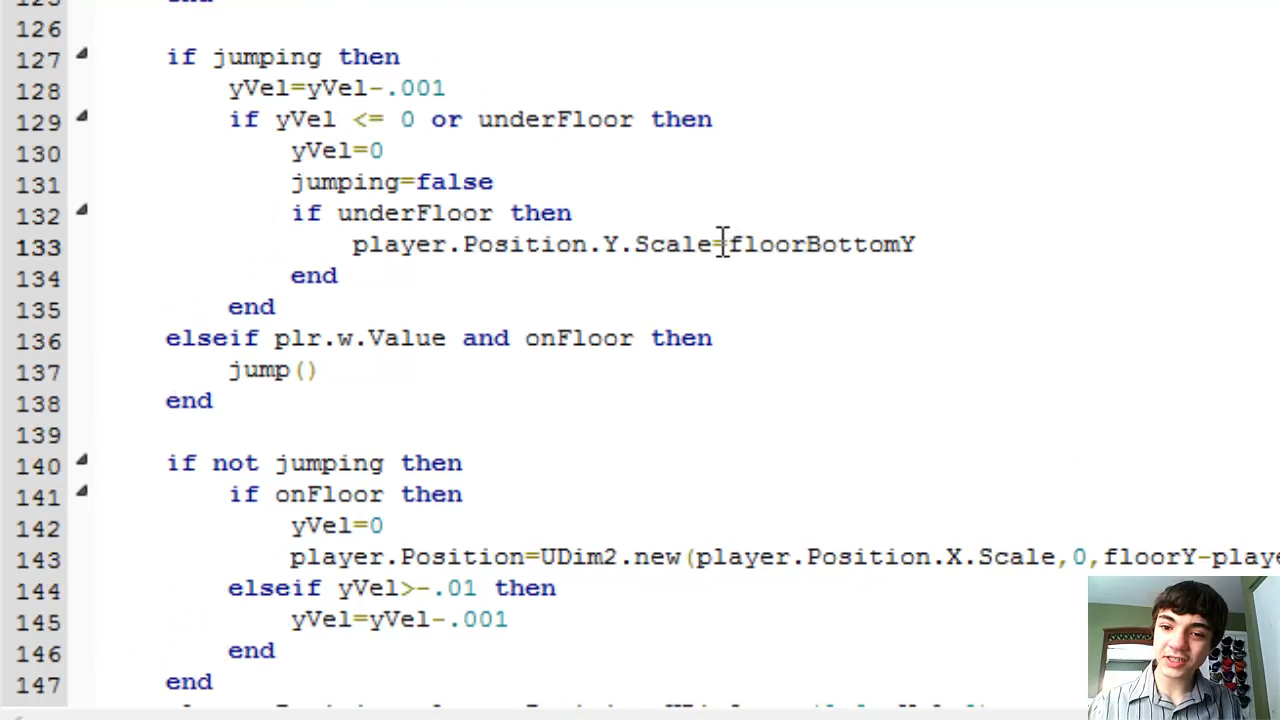 126
127 if jumping then
128 yVel=yVel-.001
129 if yVel <= 0 or underFloor then
130 yVel=0
131 jumping=false
132 if underFloor then
133 player.Position.Y.Scale=floorBottomY
134 end
135 end
136 elseif plr.w.Value and onFloor then
137 jump()
138 end
139
140 if not jumping then
141 if onFloor then
142 yVel=0
143 player.Position=UDim2.new(player.Position.X.Scale,0,floorY-playe
144 elseif yVel>-.01 then
145 yVel=yVel-.001
146 end
147 end